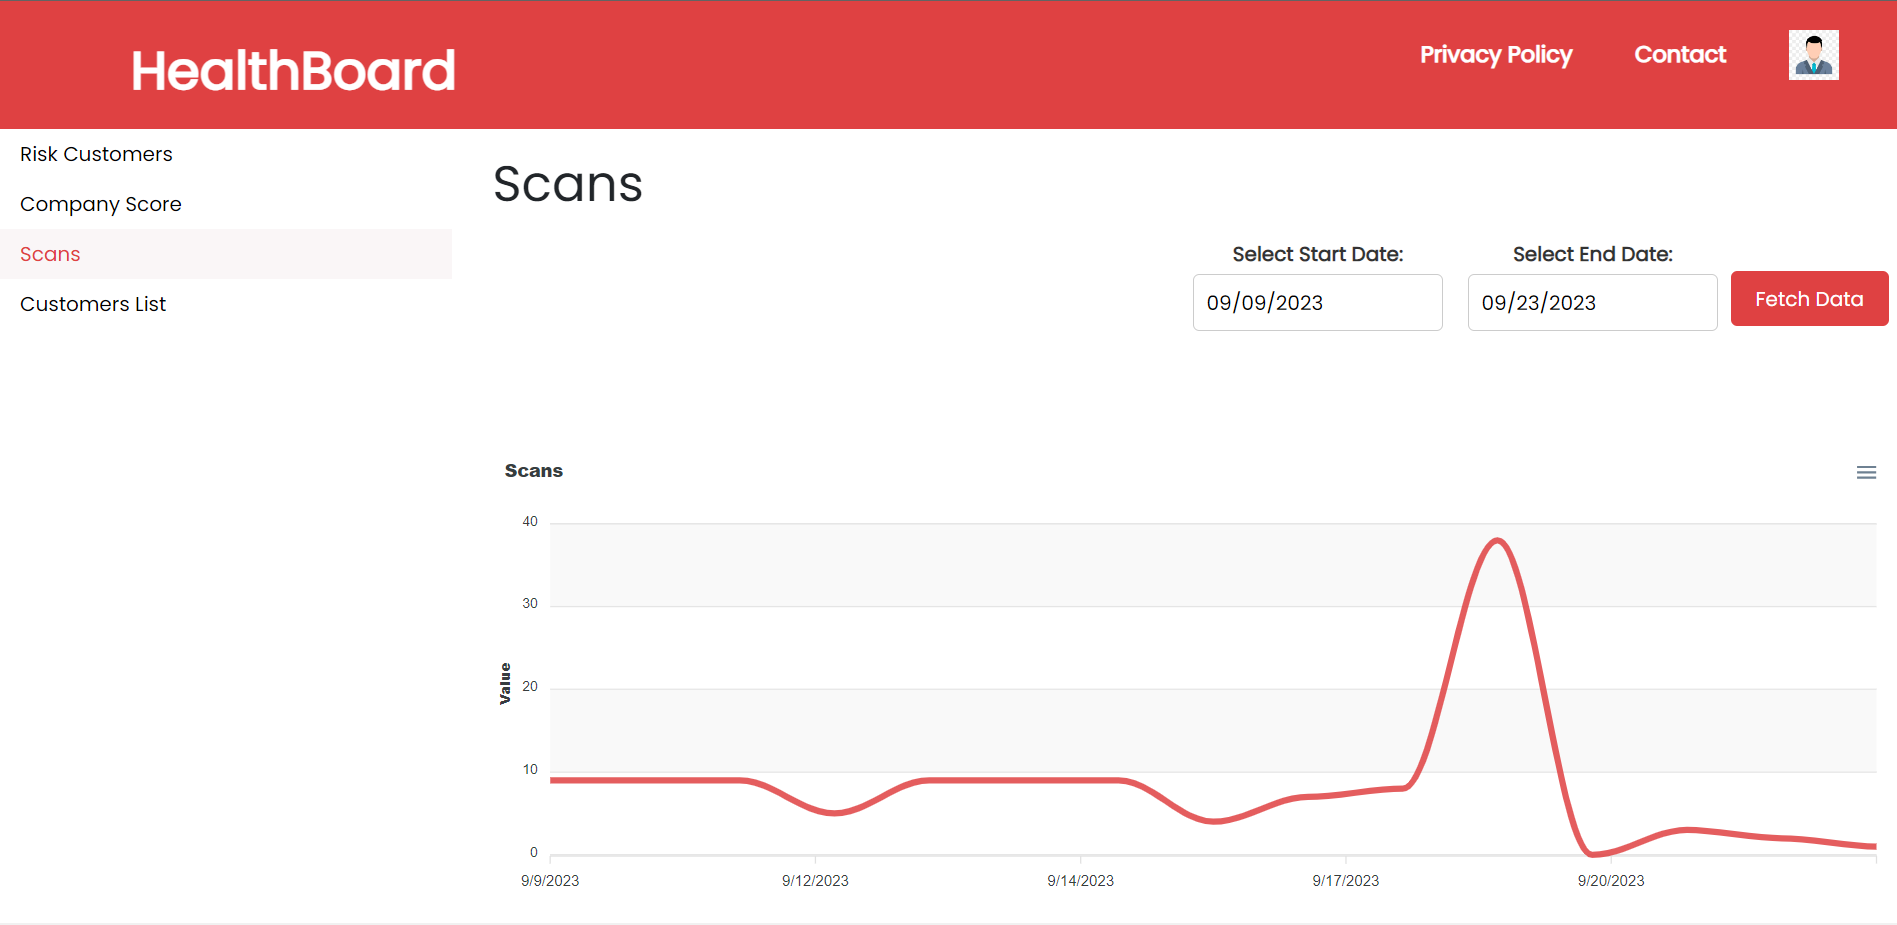 HealthBoard
Privacy Policy
Contact
Risk Customers
Company Score
Scans
Customers List
Scans
Select Start Date:
Select End Date:
09/09/2023
09/23/2023
Fetch Data
Scans
Value
40
30
20
10
0
9/9/2023
9/12/2023
9/14/2023
9/17/2023
9/20/2023